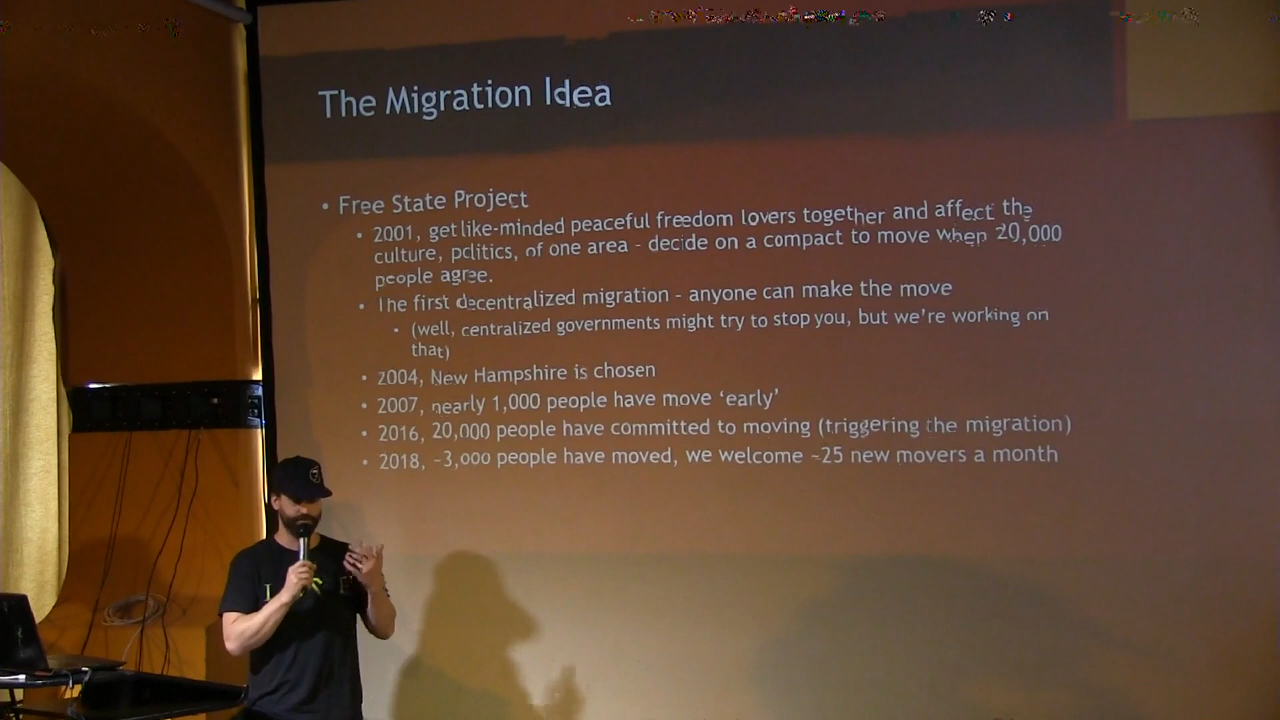 The Migration Idea
• Free State Project
• 2001, get like-minded peaceful freedom lovers together and affect the
culture, politics, of one area - decide on a compact to move when 20,000
people agree.
• The first decentralized migration - anyone can make the move
• (well, centralized governments might try to stop you, but we're working on
that)
• 2004, New Hampshire is chosen
• 2007, nearly 1,000 people have move 'early'
• 2016, 20,000 people have committed to moving (triggering the migration)
• 2018, ~3,000 people have moved, we welcome ~25 new movers a month